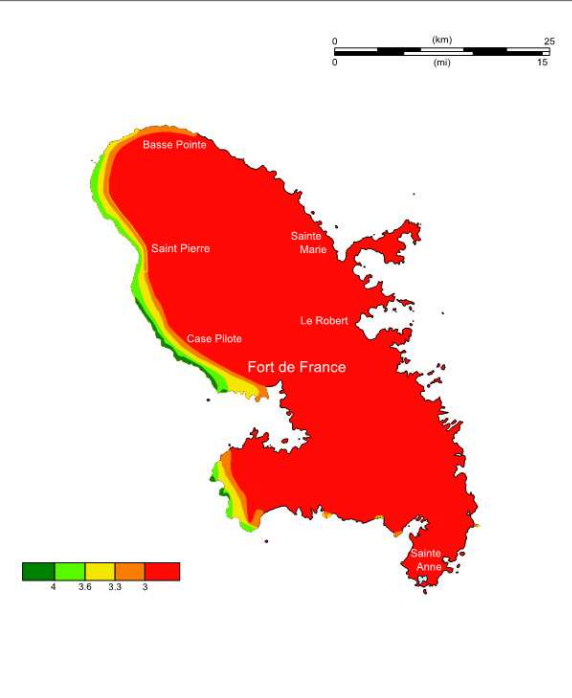 0 (km) 25
0 (mi) 15
Basse Pointe
Sainte
Marie
Saint Pierre
Le Robert
Case Pilote
Fort de France
Sainte
Anne
4 3.6 3.3 3